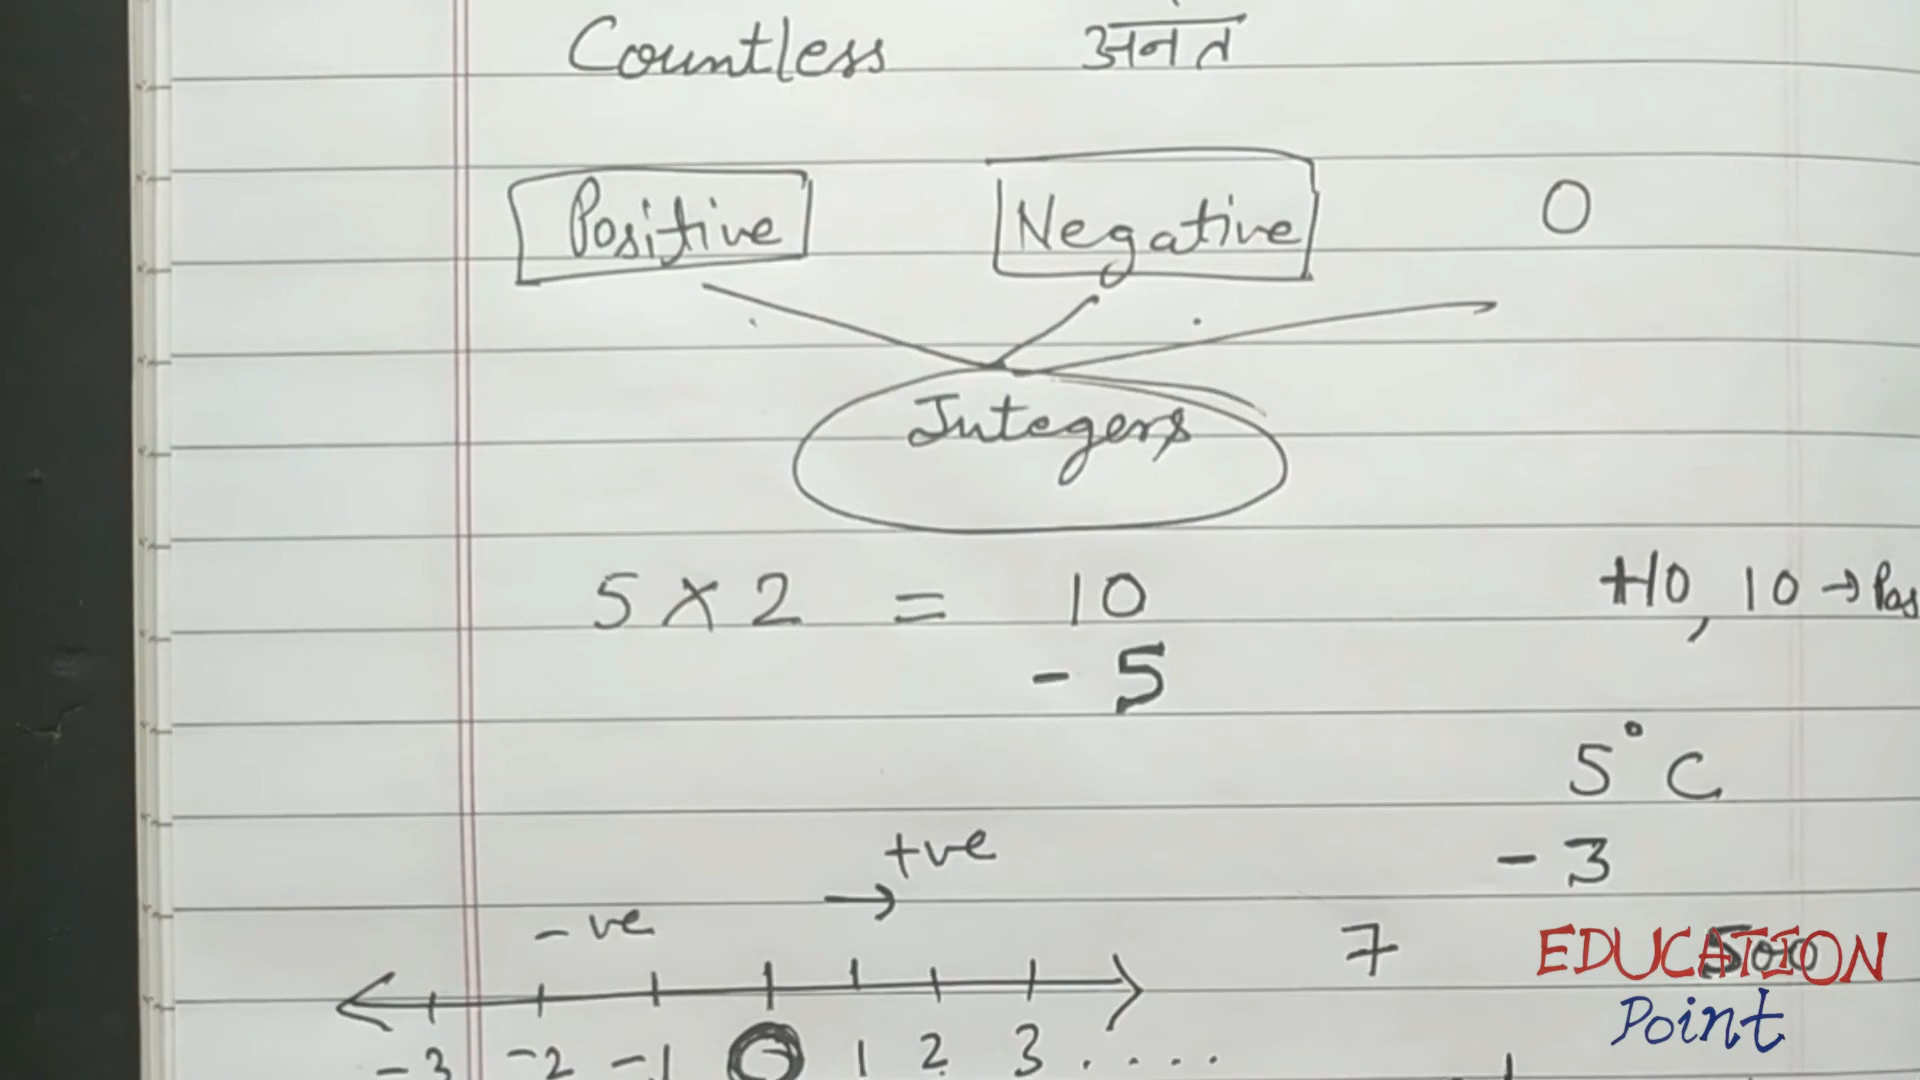 Countless अनंत
Positive Negative 0
Integers
5 × 2 = 10 +10, 10 → Pos
- 5
5°C
- 3
+ve
-ve →
7 500
EDUCATION
Point
-3 -2 -1 0 1 2 3 ....